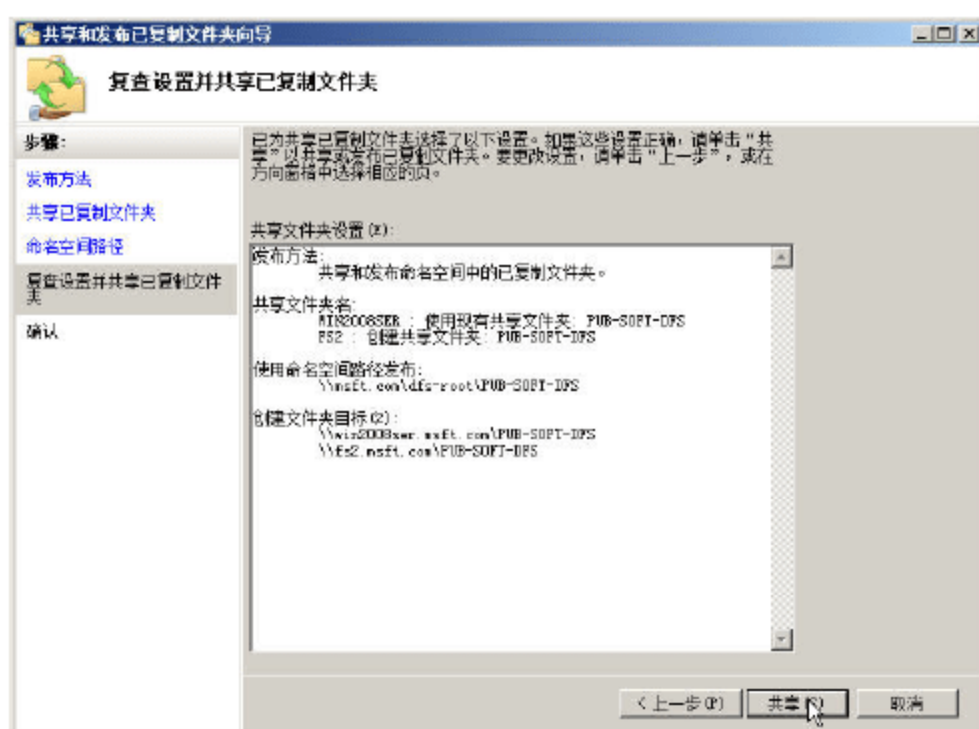 共享和发布已复制文件夹向导
复查设置并共享已复制文件夹
步骤:
发布方法
共享已复制文件夹
命名空间路径
复查设置并共享已复制文件
夹
确认
已为共享已复制文件夹选择了以下设置。如果这些设置正确，请单击“共
享”以共享或发布已复制文件夹。要更改设置，请单击“上一步”，或在
方向窗格中选择相应的页。
共享文件夹设置(E):
发布方法:
共享和发布命名空间中的已复制文件夹。
共享文件夹名:
WIN2008SER : 使用现有共享文件夹: PUB-SOFT-DFS
FS2 : 创建共享文件夹: PUB-SOFT-DFS
使用命名空间路径发布:
\\msft.com\dfs-root\PUB-SOFT-DFS
创建文件夹目标(2):
\\win2008ser.msft.com\PUB-SOFT-DFS
\\fs2.msft.com\PUB-SOFT-DFS
<上一步(P)
共享(S)
取消